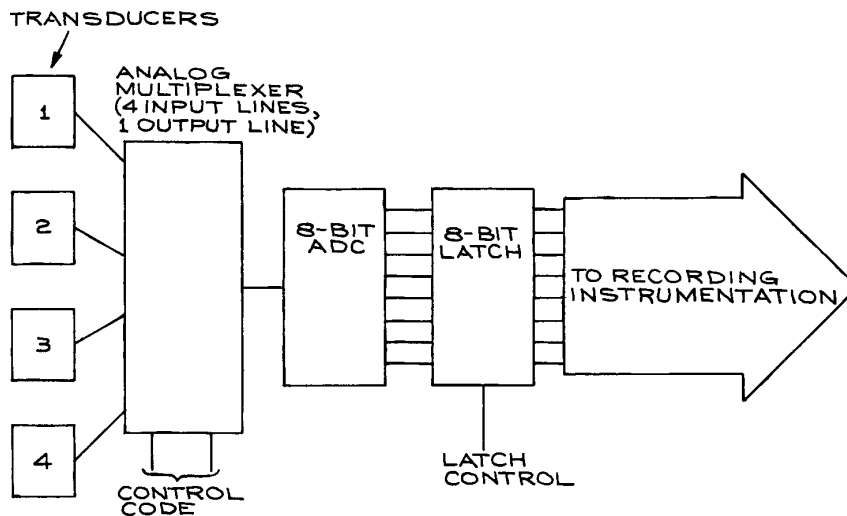 TRANSDUCERS
1
2
3
4
ANALOG
MULTIPLEXER
(4 INPUT LINES,
1 OUTPUT LINE)
CONTROL
CODE
8-BIT
ADC
8-BIT
LATCH
LATCH
CONTROL
TO RECORDING
INSTRUMENTATION